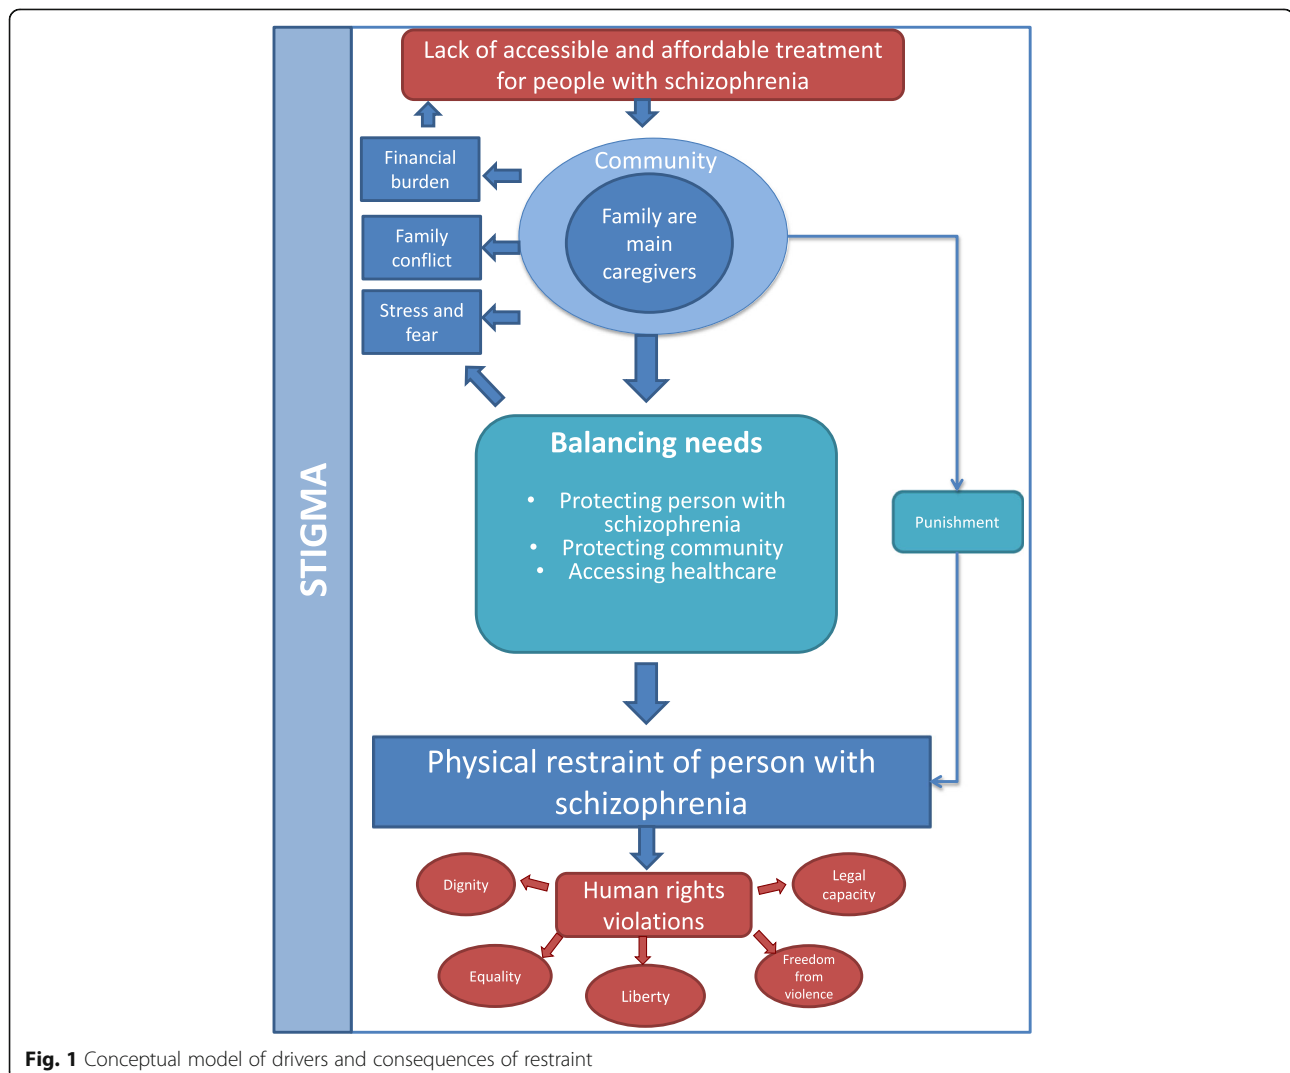 Lack of accessible and affordable treatment
for people with schizophrenia
Community
Family are
main
caregivers
Financial
burden
Family
conflict
Stress and
fear
STIGMA
Balancing needs
• Protecting person with
schizophrenia
• Protecting community
• Accessing healthcare
Punishment
Physical restraint of person with
schizophrenia
Human rights
violations
Dignity
Legal
capacity
Equality
Liberty
Freedom
from
violence
Fig. 1 Conceptual model of drivers and consequences of restraint